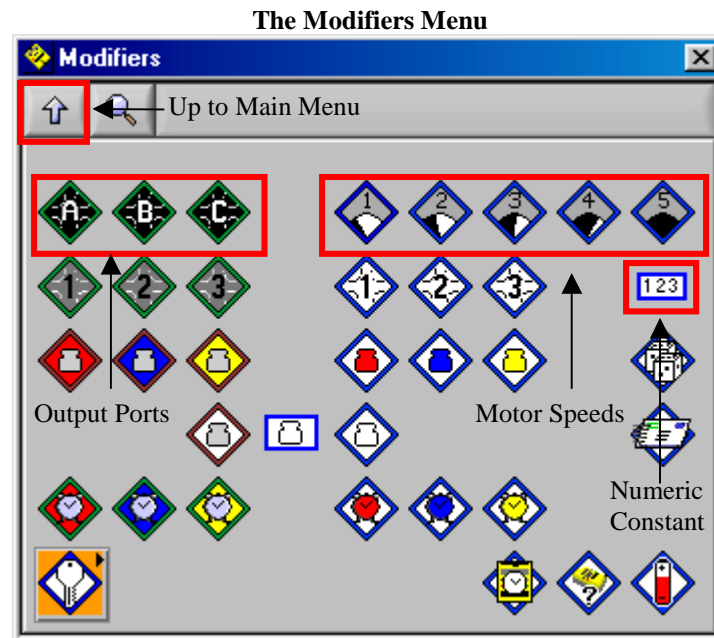 The Modifiers Menu
Modifiers
Up to Main Menu
A B C 1 2 3 4 5
1 2 3 1 2 3 123
Output Ports Motor Speeds
Numeric
Constant
?